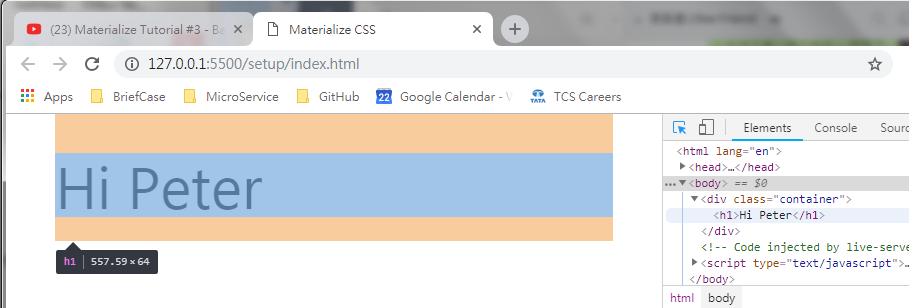 (23) Materialize Tutorial #3 - Ba
Materialize CSS
127.0.0.1:5500/setup/index.html
Apps BriefCase MicroService GitHub 22 Google Calendar - W TATA TCS Careers
Elements Console Sourc
<html lang="en">
<head>…</head>
<body> == $0
<div class="container">
<h1>Hi Peter</h1>
</div>
<!-- Code injected by live-serve
<script type="text/javascript">…
</body>
html body
Hi Peter
h1 557.59 × 64